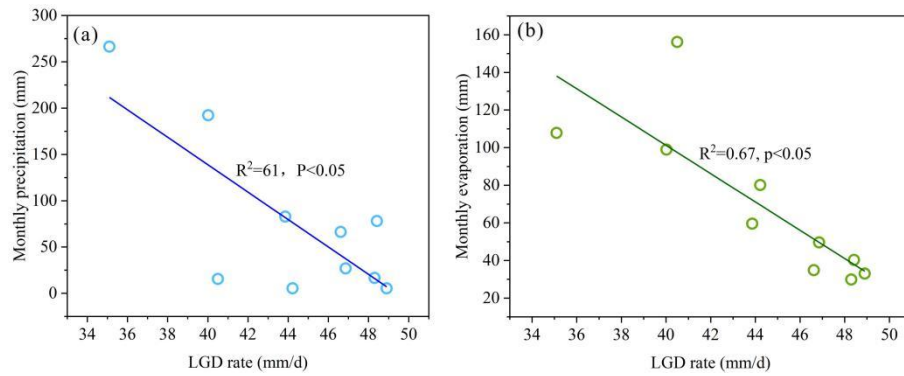 (a)
Monthly precipitation (mm)
300
250
200
150
100
50
0
R²=61， P<0.05
34 36 38 40 42 44 46 48 50
LGD rate (mm/d)
(b)
Monthly evaporation (mm)
160
140
120
100
80
60
40
20
R²=0.67, p<0.05
34 36 38 40 42 44 46 48 50
LGD rate (mm/d)